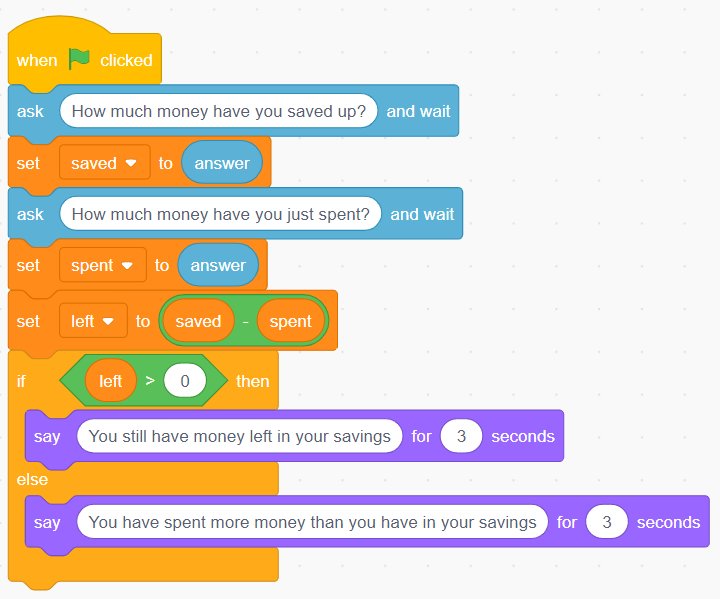 when clicked
ask How much money have you saved up? and wait
set saved to answer
ask How much money have you just spent? and wait
set spent to answer
set left to saved - spent
if left > 0 then
say You still have money left in your savings for 3 seconds
else
say You have spent more money than you have in your savings for 3 seconds